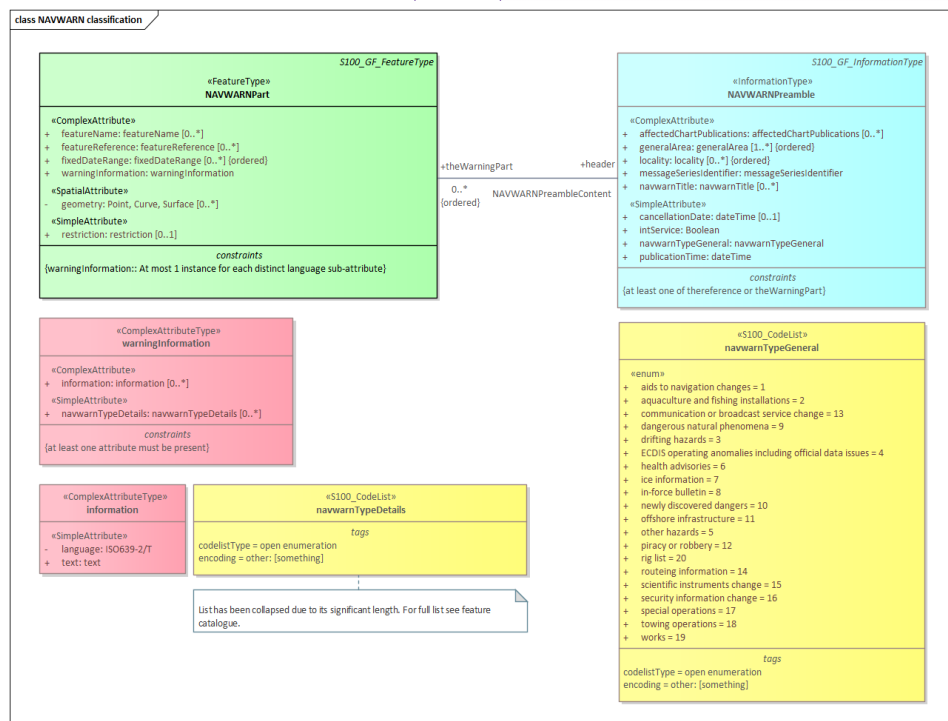 class NAVWARN classification
S100_GF_FeatureType
«FeatureType»
NAVWARNPart
«ComplexAttribute»
+ featureName: featureName [0..*]
+ featureReference: featureReference [0..*]
+ fixedDateRange: fixedDateRange [0..*] {ordered}
+ warningInformation: warningInformation
«SpatialAttribute»
- geometry: Point, Curve, Surface [0..*]
«SimpleAttribute»
+ restriction: restriction [0..1]
constraints
{warningInformation:: At most 1 instance for each distinct language sub-attribute}
+theWarningPart
+header
0..*
{ordered}
NAVWARNPreambleContent
S100_GF_InformationType
«InformationType»
NAVWARNPreamble
«ComplexAttribute»
+ affectedChartPublications: affectedChartPublications [0..*]
+ generalArea: generalArea [1..*] {ordered}
+ locality: locality [0..*] {ordered}
+ messageSeriesIdentifier: messageSeriesIdentifier
+ navwarnTitle: navwarnTitle [0..*]
«SimpleAttribute»
+ cancellationDate: dateTime [0..1]
+ intService: Boolean
+ navwarnTypeGeneral: navwarnTypeGeneral
+ publicationTime: dateTime
constraints
{at least one of thereference or theWarningPart}
«ComplexAttributeType»
warningInformation
«ComplexAttribute»
+ information: information [0..*]
«SimpleAttribute»
+ navwarnTypeDetails: navwarnTypeDetails [0..*]
constraints
{at least one attribute must be present}
«ComplexAttributeType»
information
«SimpleAttribute»
- language: ISO639-2/T
+ text: text
«S100_CodeList»
navwarnTypeDetails
tags
codelistType = open enumeration
encoding = other: [something]
List has been collapsed due to its significant length. For full list see feature
catalogue.
«S100_CodeList»
navwarnTypeGeneral
«enum»
+ aids to navigation changes = 1
+ aquaculture and fishing installations = 2
+ communication or broadcast service change = 13
+ dangerous natural phenomena = 9
+ drifting hazards = 3
+ ECDIS operating anomalies including official data issues = 4
+ health advisories = 6
+ ice information = 7
+ in-force bulletin = 8
+ newly discovered dangers = 10
+ offshore infrastructure = 11
+ other hazards = 5
+ piracy or robbery = 12
+ rig list = 20
+ routeing information = 14
+ scientific instruments change = 15
+ security information change = 16
+ special operations = 17
+ towing operations = 18
+ works = 19
tags
codelistType = open enumeration
encoding = other: [something]